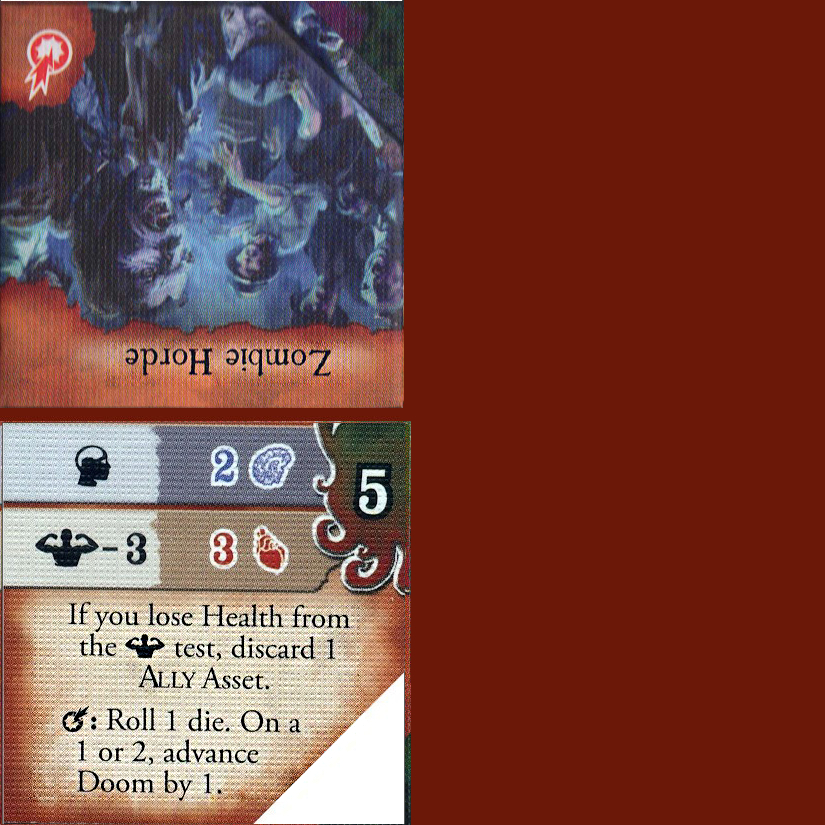 Zombie Horde
2
5
- 3
3
If you lose Health from
the test, discard 1
ALLY Asset.
: Roll 1 die. On a
1 or 2, advance
Doom by 1.